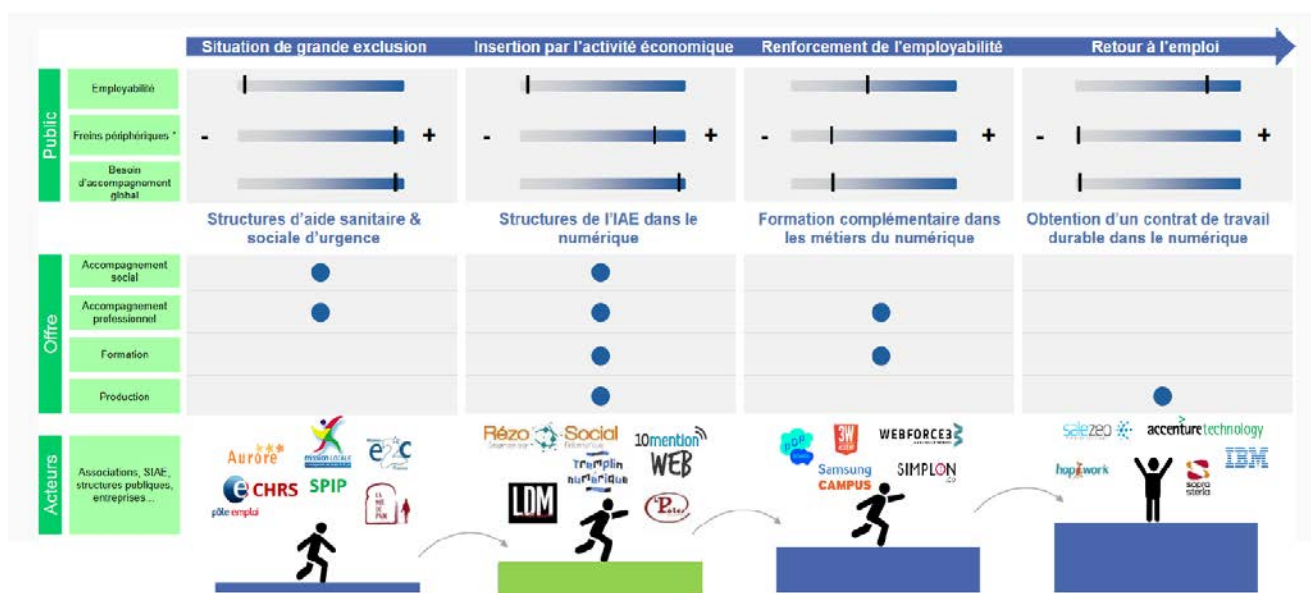 Situation de grande exclusion
Insertion par l'activité économique
Renforcement de l'employabilité
Retour à l'emploi
Public
Employabilité
Freins périphériques *
- +
- +
- +
- +
Besoin
d'accompagnement
global
Structures d'aide sanitaire &
sociale d'urgence
Structures de l'IAE dans le
numérique
Formation complémentaire dans
les métiers du numérique
Obtention d'un contrat de travail
durable dans le numérique
Offre
Accompagnement
social
Accompagnement
professionnel
Formation
Production
Acteurs
Associations, SIAE,
structures publiques,
entreprises ...
Aurore
MISSION LOCALE
e2c
CHRS
pôle emploi
SPIP
Rézo Social
10mention
WEB
Tremplin
numérique
LDM
POP
3W
WEBFORCE3
Samsung
CAMPUS
SIMPLON
.co
salezeo
accenture technology
hopwork
sopra
steria
IBM